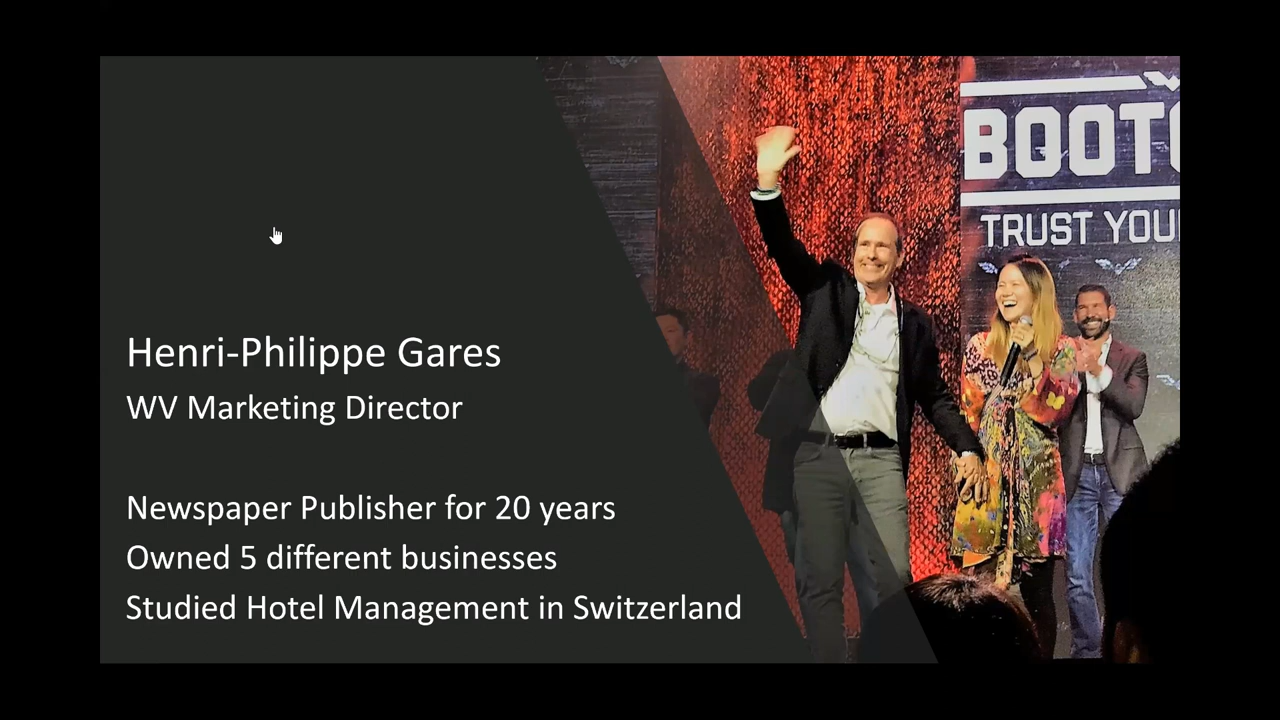 BOOT
TRUST YOU
Henri-Philippe Gares
WV Marketing Director
Newspaper Publisher for 20 years
Owned 5 different businesses
Studied Hotel Management in Switzerland